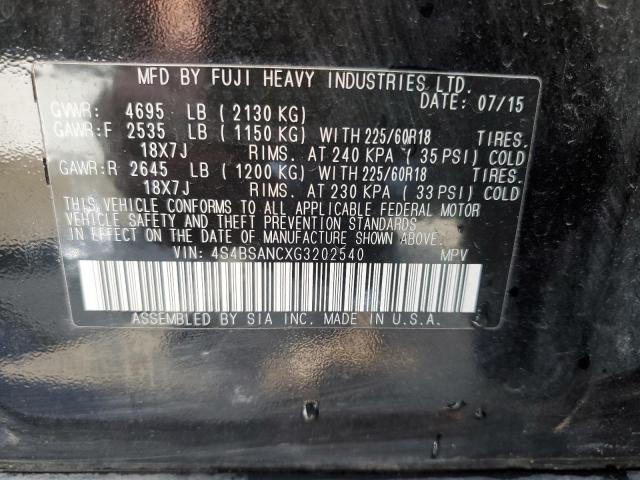 MFD BY FUJI HEAVY INDUSTRIES LTD.
DATE: 07/15
GVWR: 4695 LB ( 2130 KG)
GAWR:F 2535 LB ( 1150 KG) WITH 225/60R18 TIRES.
18X7J RIMS. AT 240 KPA ( 35 PSI) COLD
GAWR:R 2645 LB ( 1200 KG) WITH 225/60R18 TIRES.
18X7J RIMS. AT 230 KPA ( 33 PSI) COLD
THIS VEHICLE CONFORMS TO ALL APPLICABLE FEDERAL MOTOR
VEHICLE SAFETY AND THEFT PREVENTION STANDARDS
IN EFFECT ON THE DATE OF MANUFACTURE SHOWN ABOVE.
VIN: 4S4BSANCXG3202540 MPV
ASSEMBLED BY SIA INC. MADE IN U.S.A.